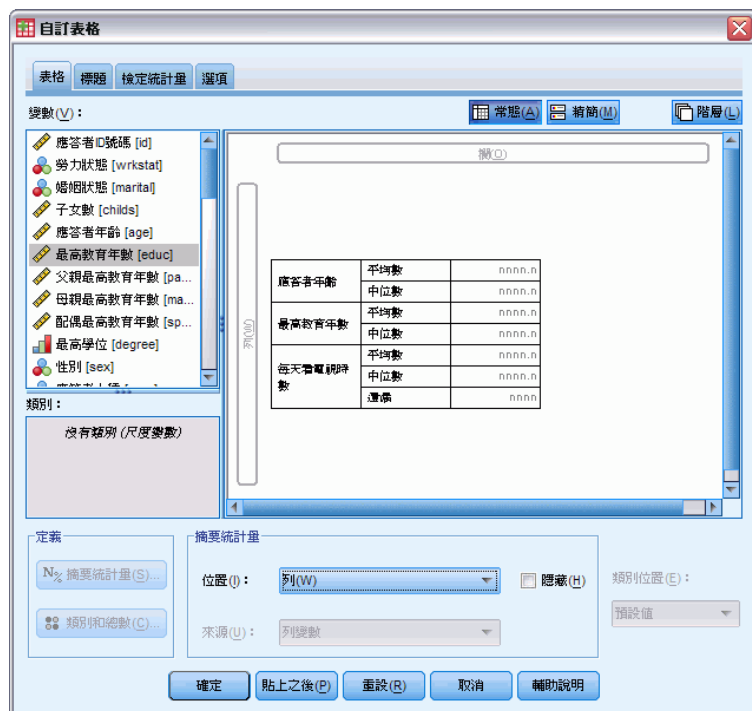 自訂表格
表格 標題 檢定統計量 選項
變數(V)：
常態(A) 精簡(M) 階層(L)
應答者ID號碼 [id]
勞力狀態 [wrkstat]
婚姻狀態 [marital]
子女數 [childs]
應答者年齡 [age]
最高教育年數 [educ]
父親最高教育年數 [pa...
母親最高教育年數 [ma...
配偶最高教育年數 [sp...
最高學位 [degree]
性別 [sex]
類別：
沒有類別 (尺度變數)
欄(O)
列(W)
應答者年齡 平均數 nnnn.n
中位數 nnnn.n
最高教育年數 平均數 nnnn.n
中位數 nnnn.n
每天看電視時數 平均數 nnnn.n
中位數 nnnn.n
遺漏 nnnn
定義
N% 摘要統計量(S)...
類別和總數(C)...
摘要統計量
位置(I)： 列(W) 隱藏(H)
來源(U)： 列變數
類別位置(E)：
預設值
確定 貼上之後(P) 重設(R) 取消 輔助說明